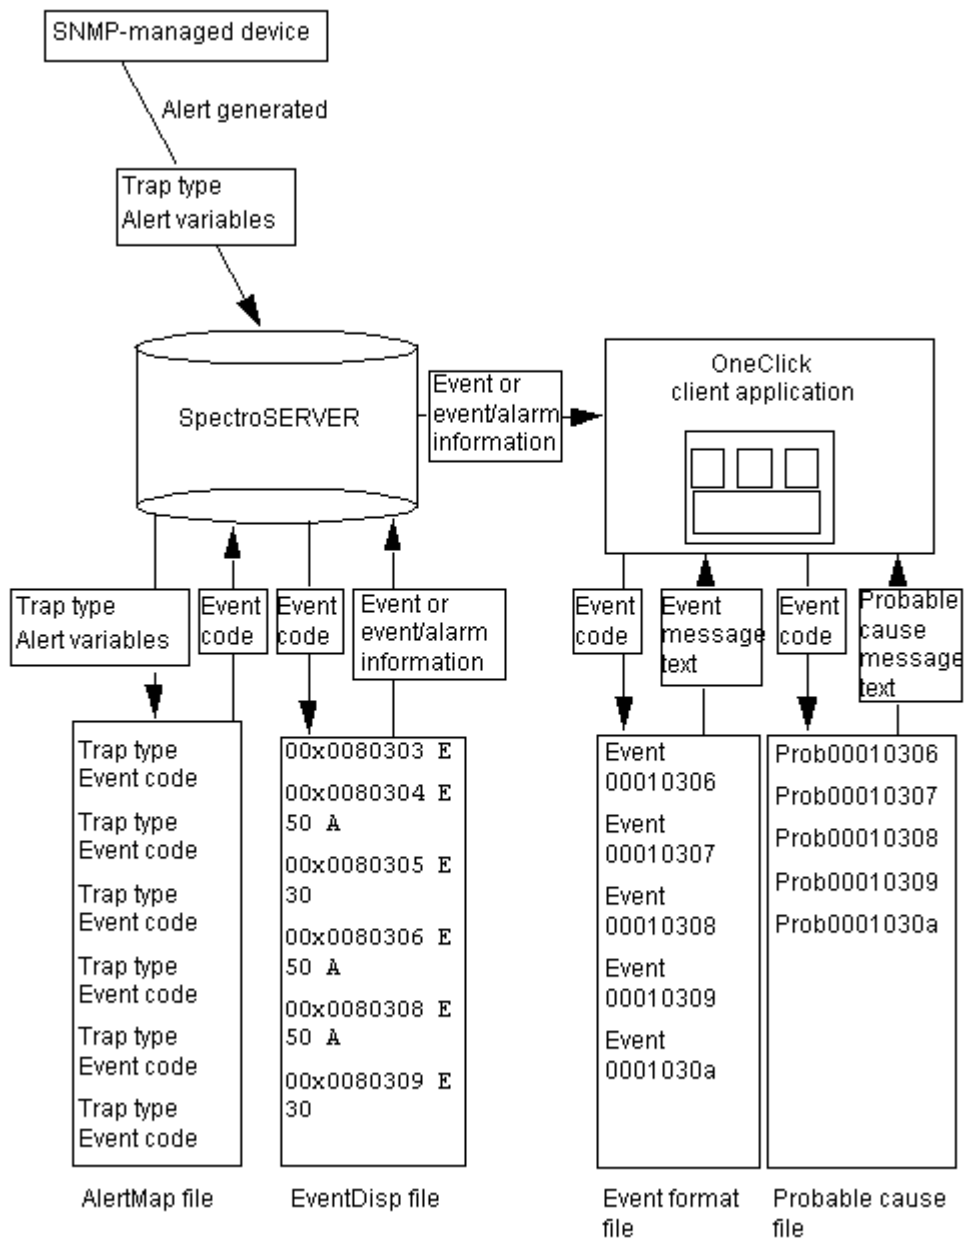 SNMP-managed device
Alert generated
Trap type
Alert variables
SpectroSERVER
Event or
event/alarm
information
OneClick
client application
Trap type
Alert variables
Event
code
Event
code
Event or
event/alarm
information
Event
code
Event
message
text
Event
code
Probable
cause
message
text
Trap type
Event code
Trap type
Event code
Trap type
Event code
Trap type
Event code
Trap type
Event code
Trap type
Event code
AlertMap file
00x0080303 E
00x0080304 E
50 A
00x0080305 E
30
00x0080306 E
50 A
00x0080308 E
50 A
00x0080309 E
30
EventDisp file
Event
00010306
Event
00010307
Event
00010308
Event
00010309
Event
0001030a
Event format
file
Prob00010306
Prob00010307
Prob00010308
Prob00010309
Prob0001030a
Probable cause
file